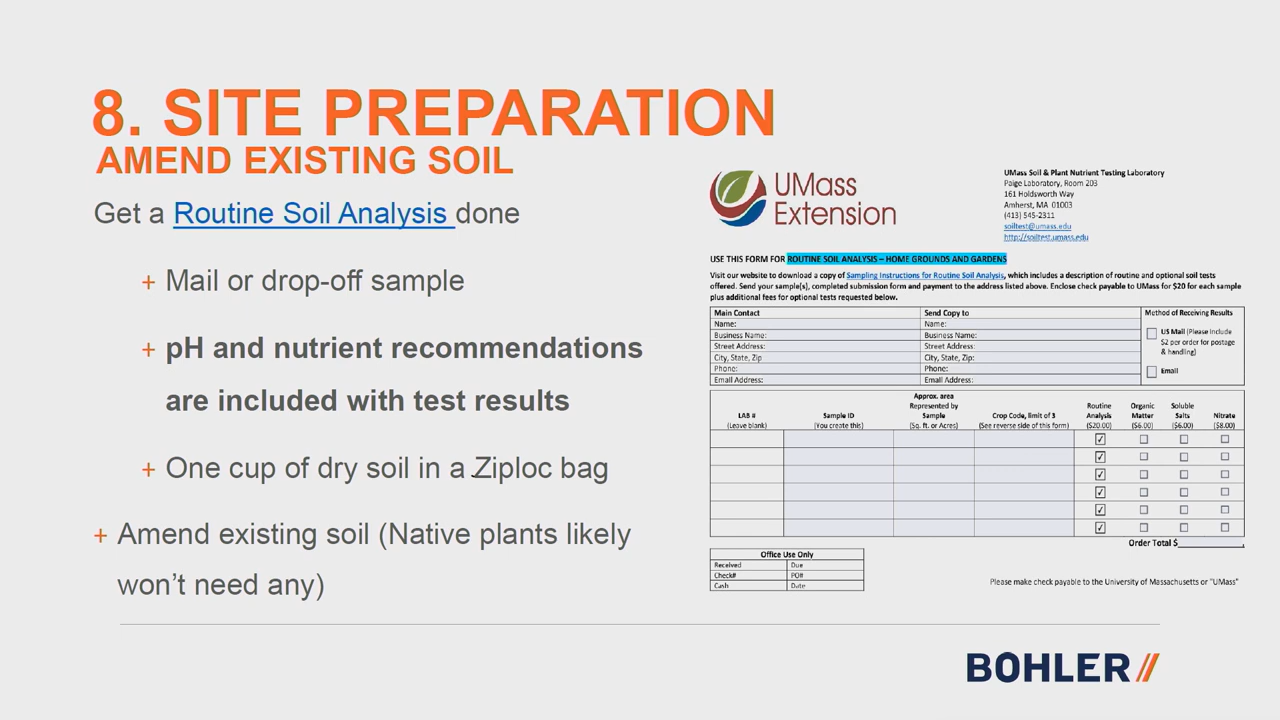 8. SITE PREPARATION
AMEND EXISTING SOIL
Get a Routine Soil Analysis done
+ Mail or drop-off sample
+ pH and nutrient recommendations
are included with test results
+ One cup of dry soil in a Ziploc bag
+ Amend existing soil (Native plants likely
won't need any)
UMass
Extension
UMass Soil & Plant Nutrient Testing Laboratory
Paige Laboratory, Room 203
161 Holdsworth Way
Amherst, MA 01003
(413) 545-2311
soiltest@umass.edu
http://soiltest.umass.edu
USE THIS FORM FOR ROUTINE SOIL ANALYSIS – HOME GROUNDS AND GARDENS
Visit our website to download a copy of Sampling Instructions for Routine Soil Analysis, which includes a description of routine and optional soil tests
offered. Send your sample(s), completed submission form and payment to the address listed above. Enclose check payable to UMass for $20 for each sample
plus additional fees for optional tests requested below.
Main Contact Send Copy to Method of Receiving Results
Name: Name:
Business Name: Business Name:
Street Address: Street Address:
City, State, Zip City, State, Zip:
Phone: Phone:
Email Address: Email Address:
US Mail (Please include
$2 per order for postage
& handling)
Email
LAB #
(Leave blank)
Sample ID
(You create this)
Approx. area
Represented by
Sample
(Sq. ft. or Acres)
Crop Code, limit of 3
(See reverse side of this form)
Routine
Analysis
($20.00)
Organic
Matter
($6.00)
Soluble
Salts
($6.00)
Nitrate
($8.00)
Order Total $
Office Use Only
Received Due
Check# PO#
Cash Date
Please make check payable to the University of Massachusetts or "UMass"
BOHLER//